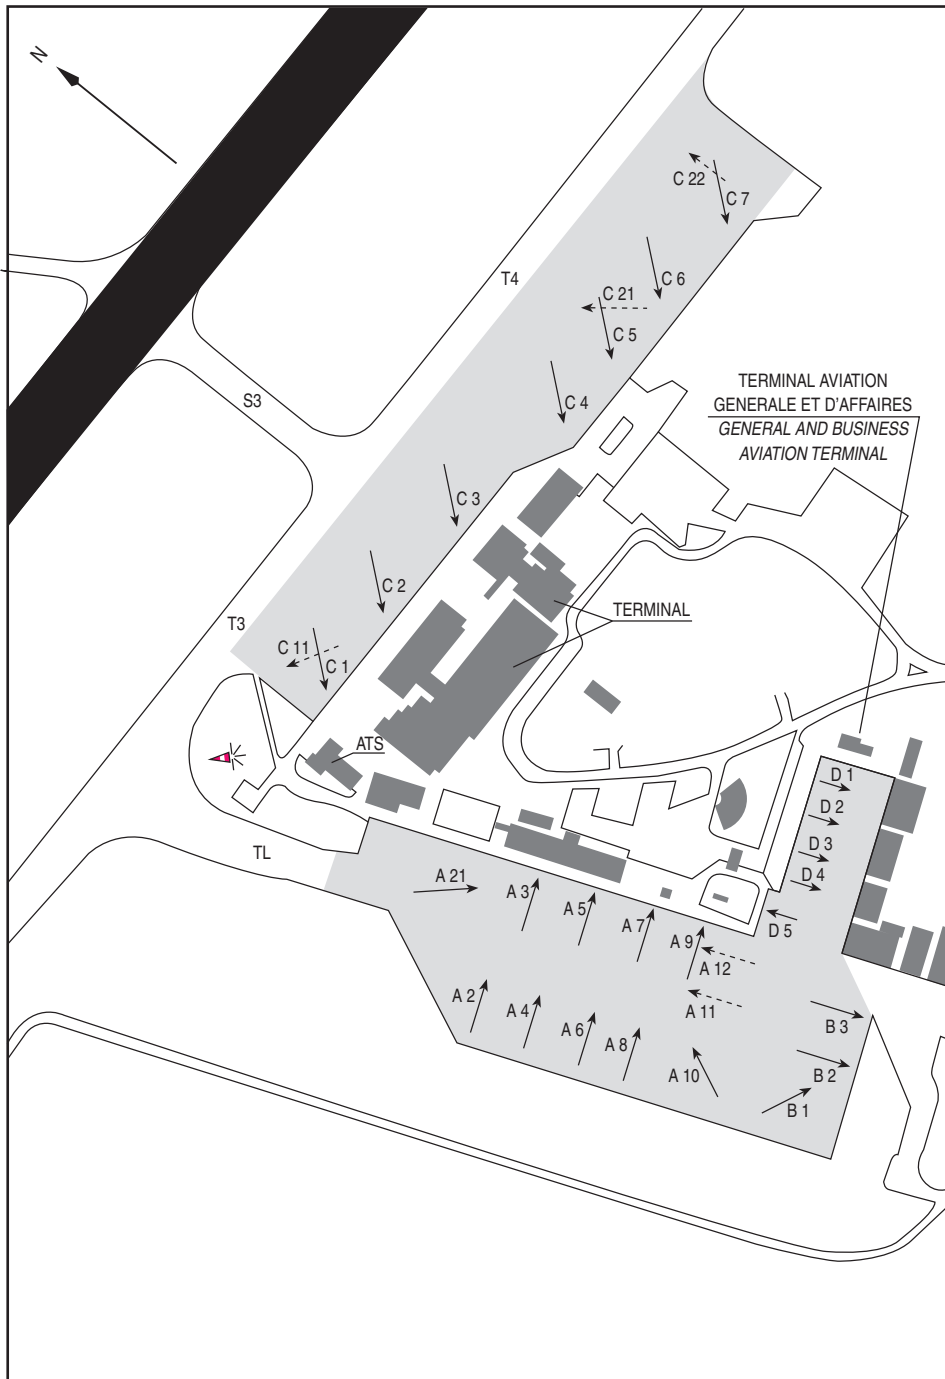 N
C 22
C 7
T4
C 6
C 21
C 5
TERMINAL AVIATION
GENERALE ET D'AFFAIRES
GENERAL AND BUSINESS
AVIATION TERMINAL
S3
C 4
C 3
C 2
TERMINAL
T3
C 11
C 1
ATS
D 1
D 2
D 3
D 4
D 5
TL
A 21
A 3
A 5
A 7
A 9
A 12
A 2
A 4
A 6
A 8
A 11
A 10
B 3
B 2
B 1